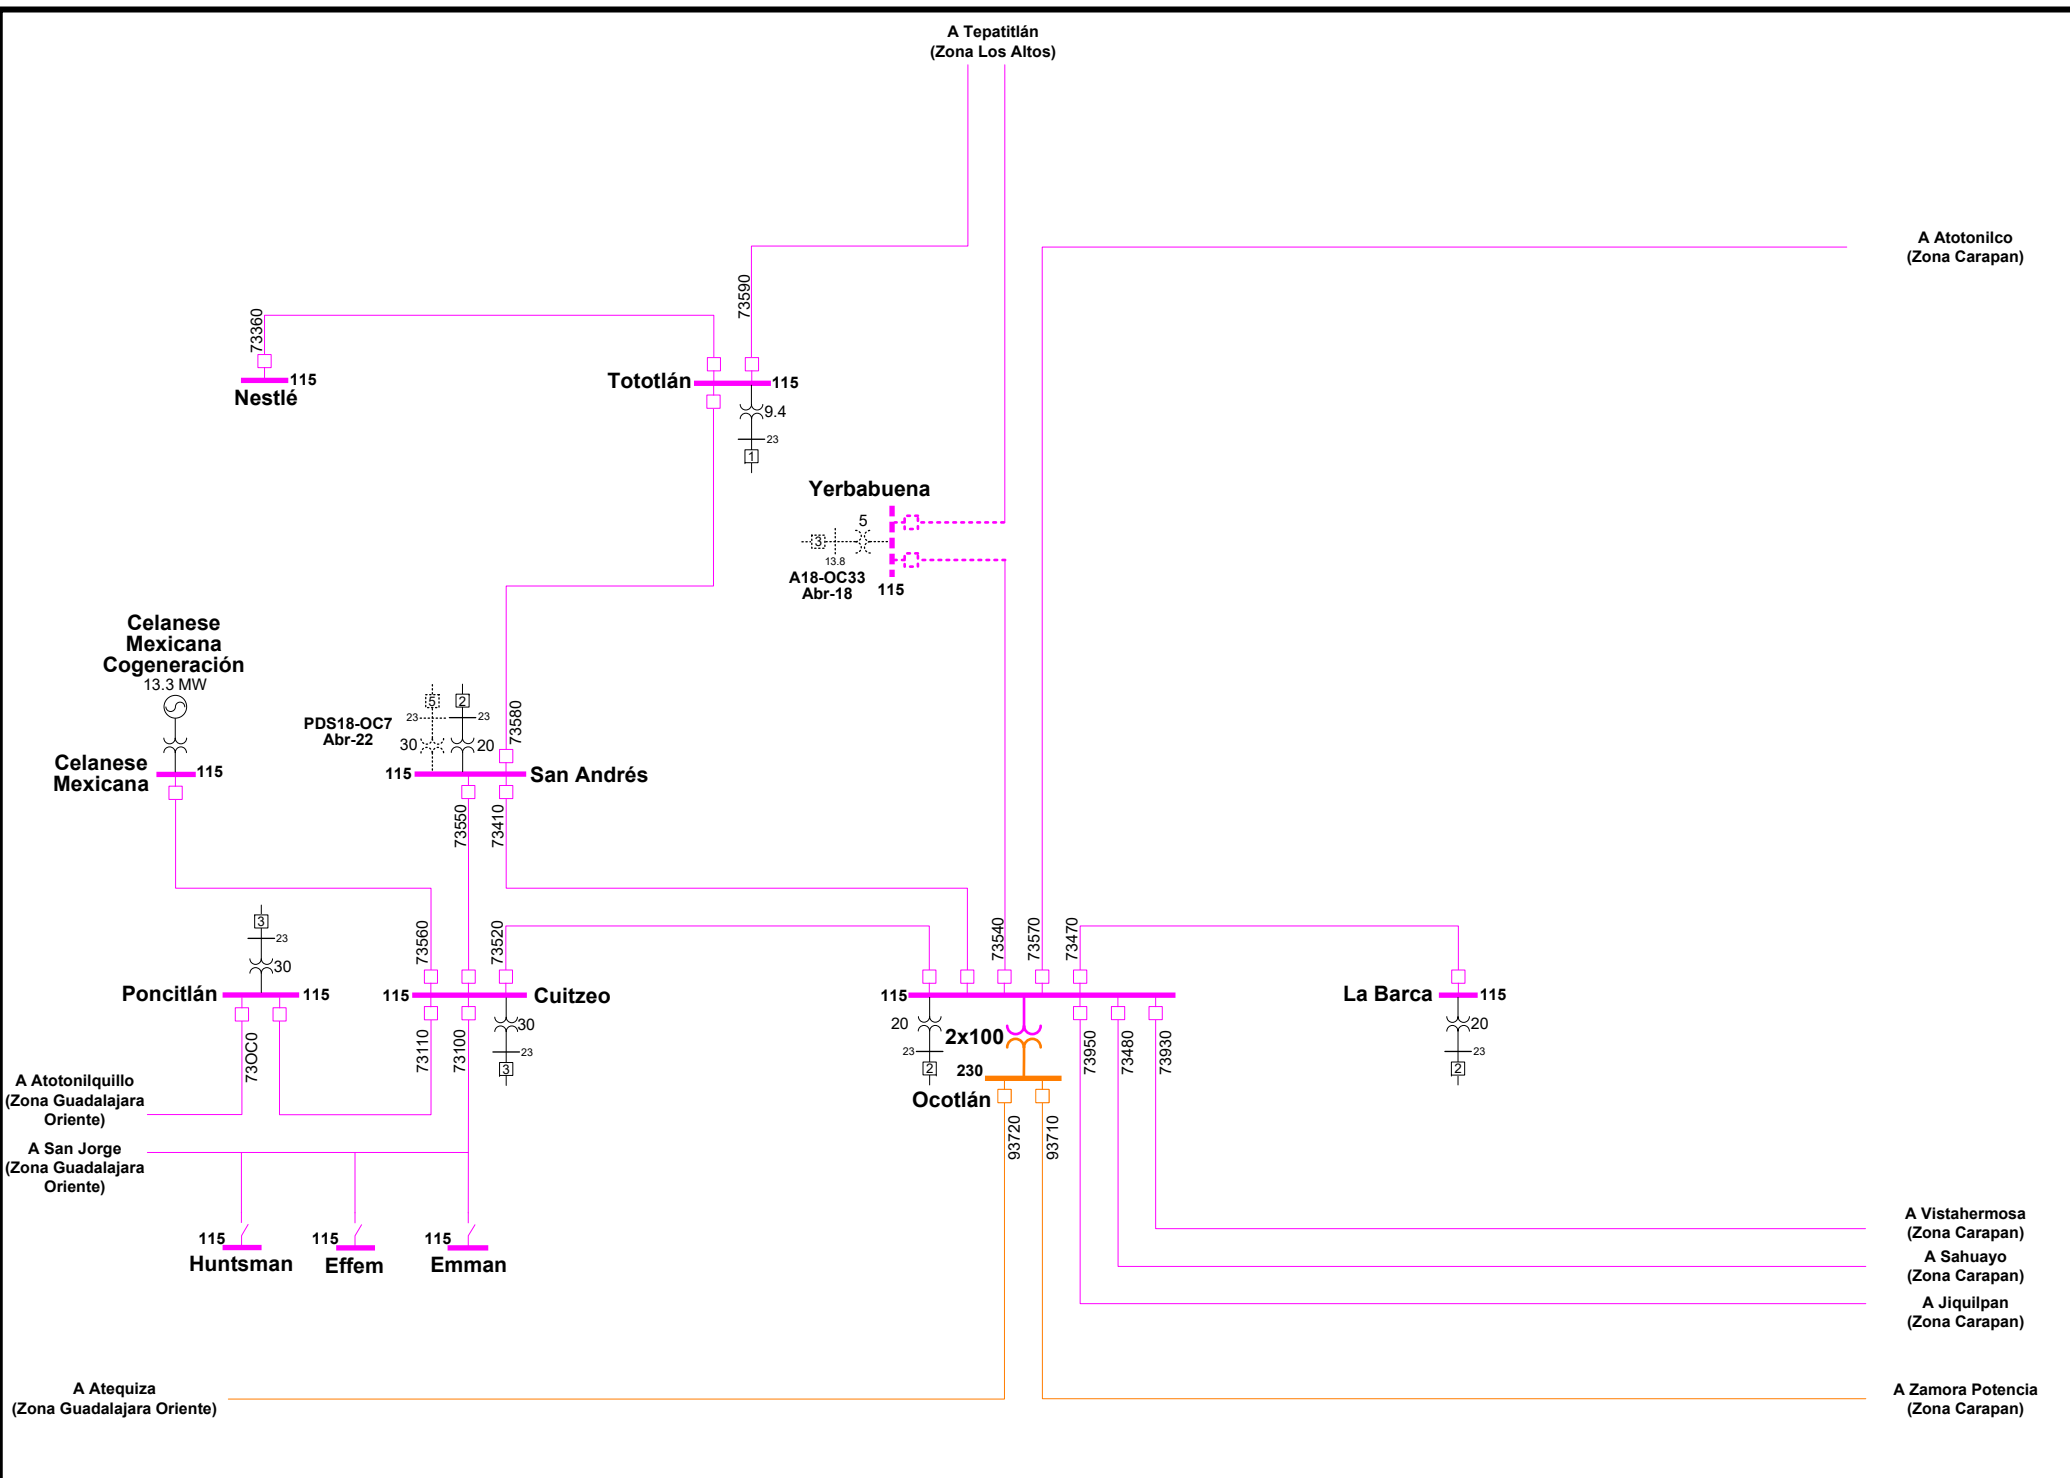 A Tepatitlán
(Zona Los Altos)
A Atotonilco
(Zona Carapan)
73590
73360
115
Nestlé
Tototlán
115
9.4
23
1
Yerbabuena
5
3
13.8
A18-OC33
Abr-18
115
Celanese
Mexicana
Cogeneración
13.3 MW
Celanese
Mexicana
115
PDS18-OC7
Abr-22
5
2
23
23
30
20
73580
115
San Andrés
73550
73410
3
23
30
Poncitlán
115
73OC0
73560
73520
115
Cuitzeo
73110
73100
30
23
3
73540
73570
73470
115
20
23
2
2x100
230
Ocotlán
73950
73480
73930
93720
93710
La Barca
115
20
23
2
A Atotonilquillo
(Zona Guadalajara
Oriente)
A San Jorge
(Zona Guadalajara
Oriente)
115
Huntsman
115
Effem
115
Emman
A Vistahermosa
(Zona Carapan)
A Sahuayo
(Zona Carapan)
A Jiquilpan
(Zona Carapan)
A Atequiza
(Zona Guadalajara Oriente)
A Zamora Potencia
(Zona Carapan)